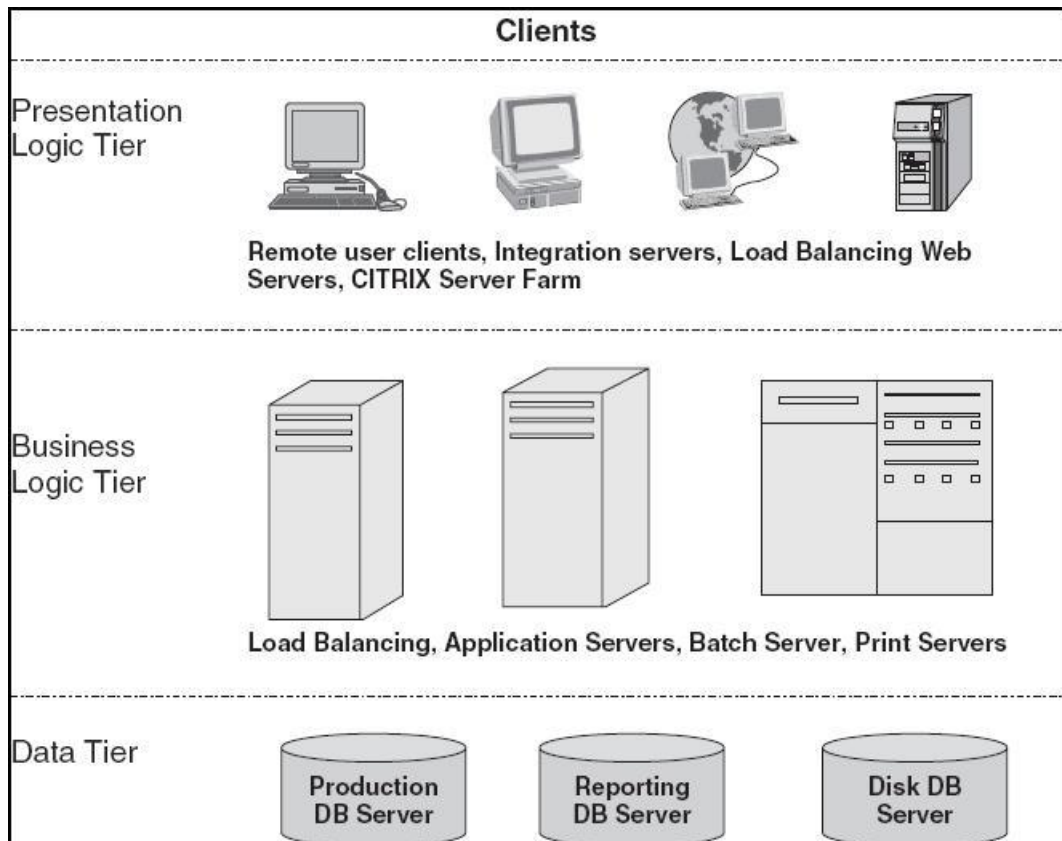 Clients
Presentation
Logic Tier
Remote user clients, Integration servers, Load Balancing Web
Servers, CITRIX Server Farm
Business
Logic Tier
Load Balancing, Application Servers, Batch Server, Print Servers
Data Tier
Production
DB Server
Reporting
DB Server
Disk DB
Server